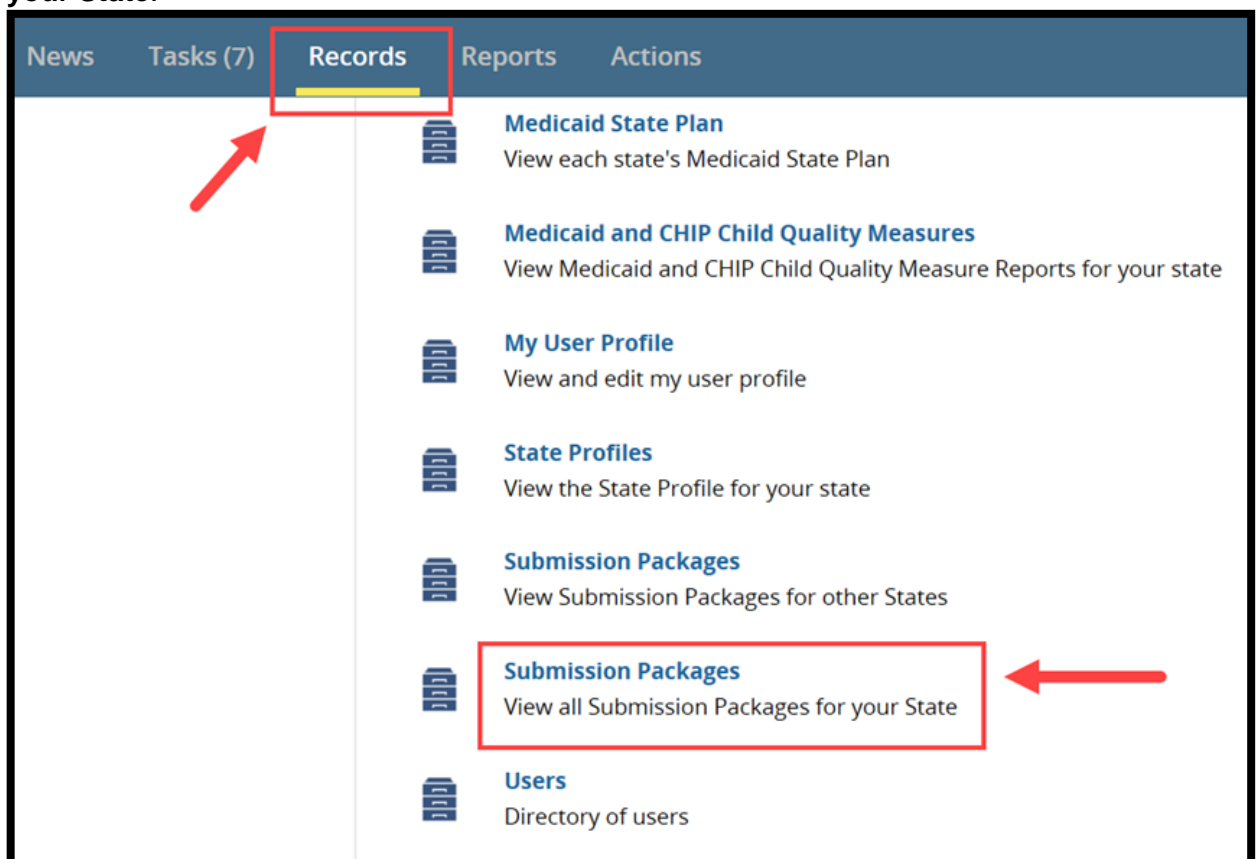 your State.
News Tasks (7) Records Reports Actions
Medicaid State Plan
View each state's Medicaid State Plan
Medicaid and CHIP Child Quality Measures
View Medicaid and CHIP Child Quality Measure Reports for your state
My User Profile
View and edit my user profile
State Profiles
View the State Profile for your state
Submission Packages
View Submission Packages for other States
Submission Packages
View all Submission Packages for your State
Users
Directory of users